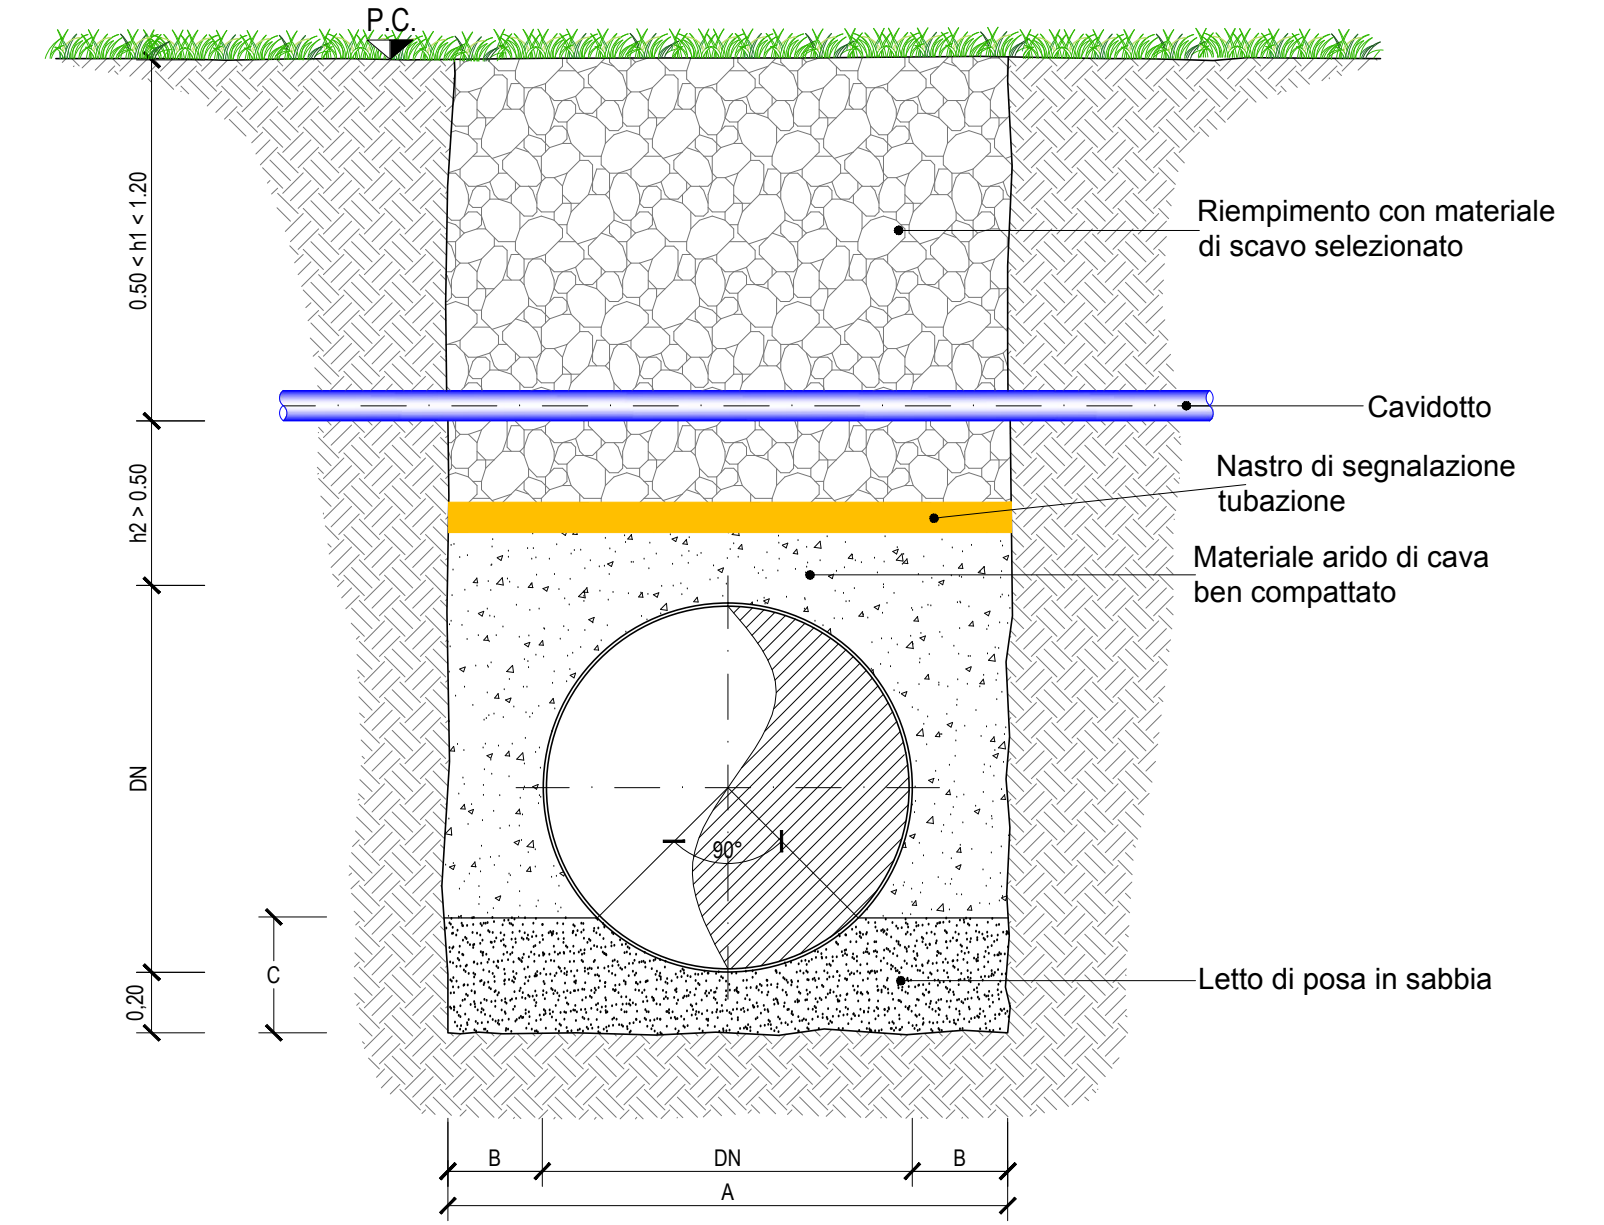 P.C.
0.50 < h1 < 1.20
Riempimento con materiale
di scavo selezionato
Cavidotto
h2 > 0.50
Nastro di segnalazione
tubazione
Materiale arido di cava
ben compattato
DN
90°
C
0,20
Letto di posa in sabbia
B
DN
B
A